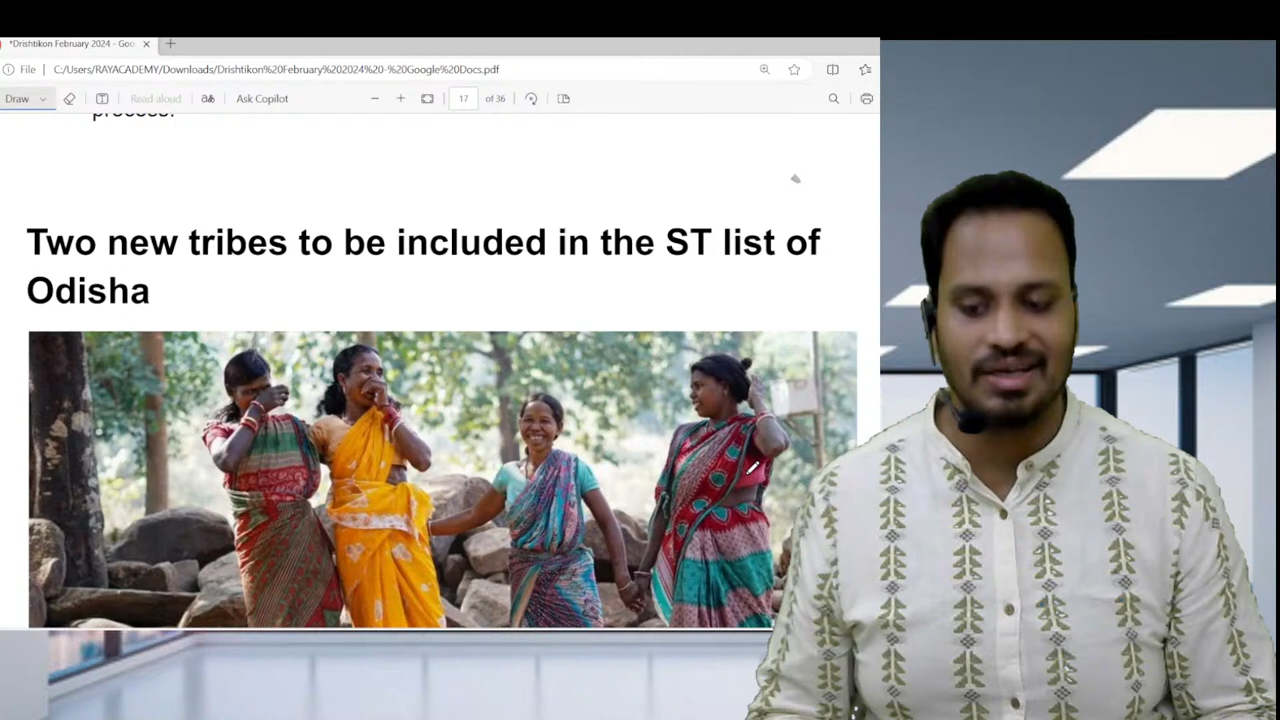 *Drishtikon February 2024 - Goo
File
C:/Users/RAYACADEMY/Downloads/Drishtikon%20February%202024%20-%20Google%20Docs.pdf
Draw
Read aloud
Ask Copilot
17
of 36
process.
Two new tribes to be included in the ST list of
Odisha